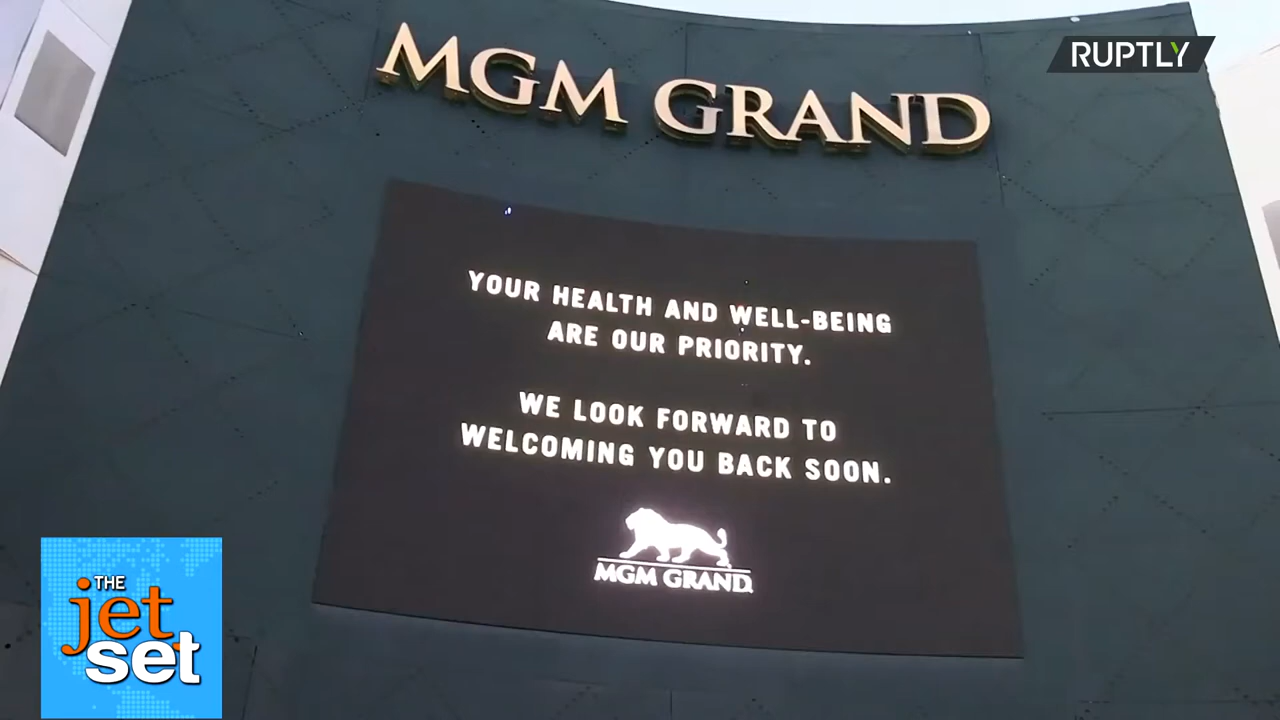 MGM GRAND
RUPTLY
YOUR HEALTH AND WELL-BEING
ARE OUR PRIORITY.
WE LOOK FORWARD TO
WELCOMING YOU BACK SOON.
MGM GRAND
THE
jet
set